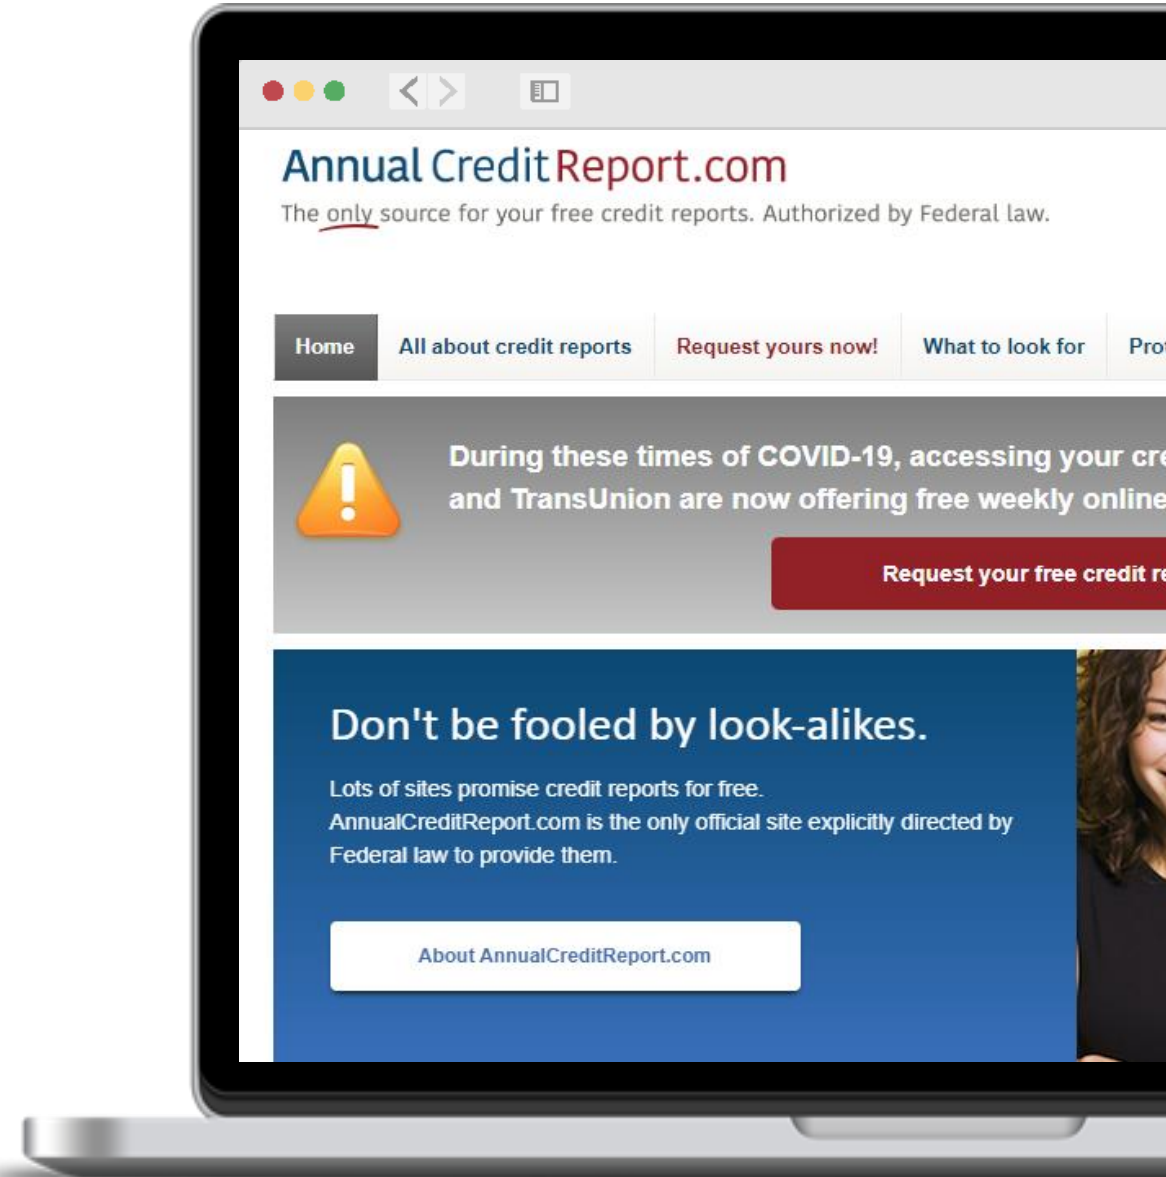 AnnualCreditReport.com
The only source for your free credit reports. Authorized by Federal law.
Home All about credit reports Request yours now! What to look for
During these times of COVID-19, accessing your
and TransUnion are now offering free weekly online
Request your free credit
Don't be fooled by look-alikes.
Lots of sites promise credit reports for free.
AnnualCreditReport.com is the only official site explicitly directed by
Federal law to provide them.
About AnnualCreditReport.com